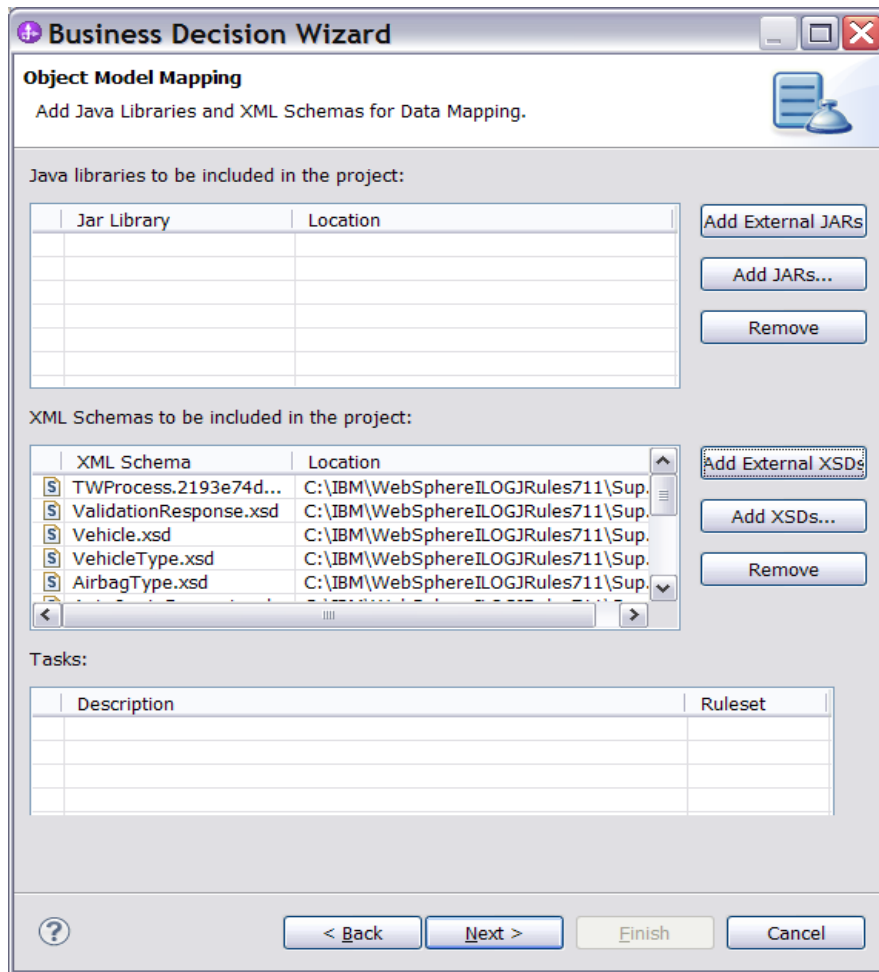 Business Decision Wizard
Object Model Mapping
Add Java Libraries and XML Schemas for Data Mapping.
Java libraries to be included in the project:
Jar Library Location
Add External JARs
Add JARs...
Remove
XML Schemas to be included in the project:
XML Schema Location
TWProcess.2193e74d... C:\IBM\WebSphereILOGJRules711\Sup.
ValidationResponse.xsd C:\IBM\WebSphereILOGJRules711\Sup.
Vehicle.xsd C:\IBM\WebSphereILOGJRules711\Sup.
VehicleType.xsd C:\IBM\WebSphereILOGJRules711\Sup.
AirbagType.xsd C:\IBM\WebSphereILOGJRules711\Sup.
Add External XSDs
Add XSDs...
Remove
Tasks:
Description Ruleset
? < Back Next > Finish Cancel